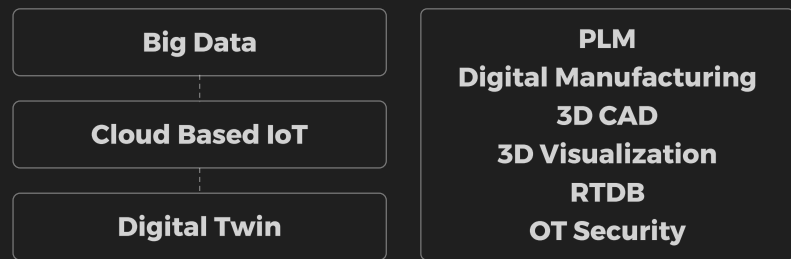 Big Data
Cloud Based IoT
Digital Twin
PLM
Digital Manufacturing
3D CAD
3D Visualization
RTDB
OT Security